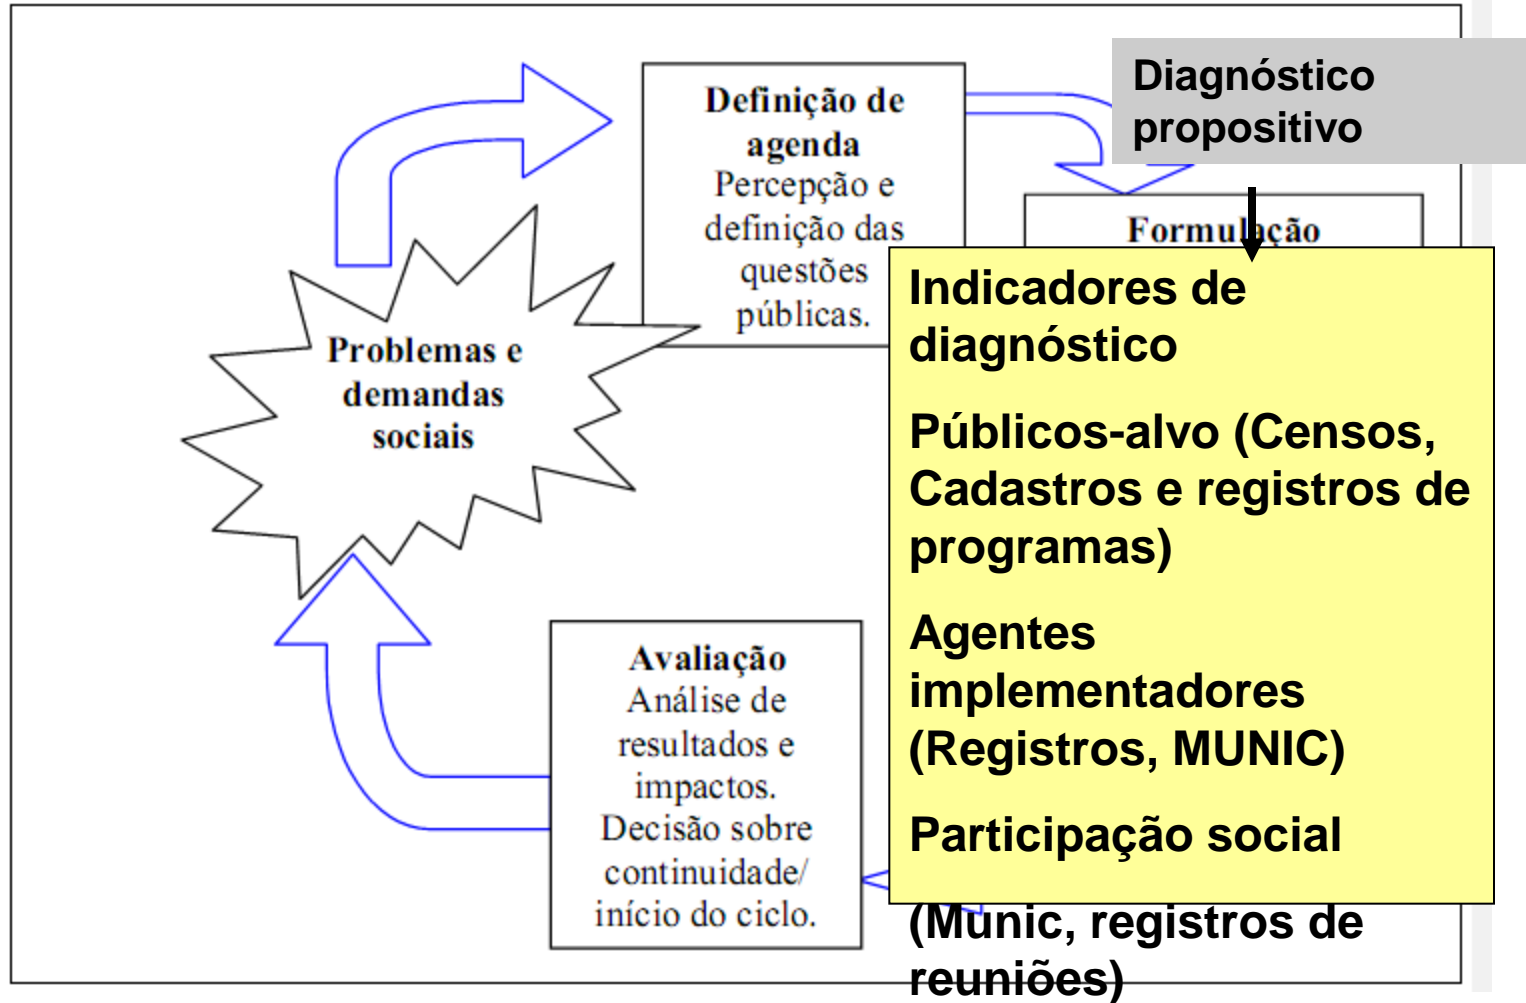 Definição de
agenda
Percepção e
definição das
questões
públicas.
Diagnóstico
propositivo
Formulação
Problemas e
demandas
sociais
Indicadores de
diagnóstico
Públicos-alvo (Censos,
Cadastros e registros de
programas)
Agentes
implementadores
(Registros, MUNIC)
Participação social
(Munic, registros de
reuniões)
Avaliação
Análise de
resultados e
impactos.
Decisão sobre
continuidade/
início do ciclo.